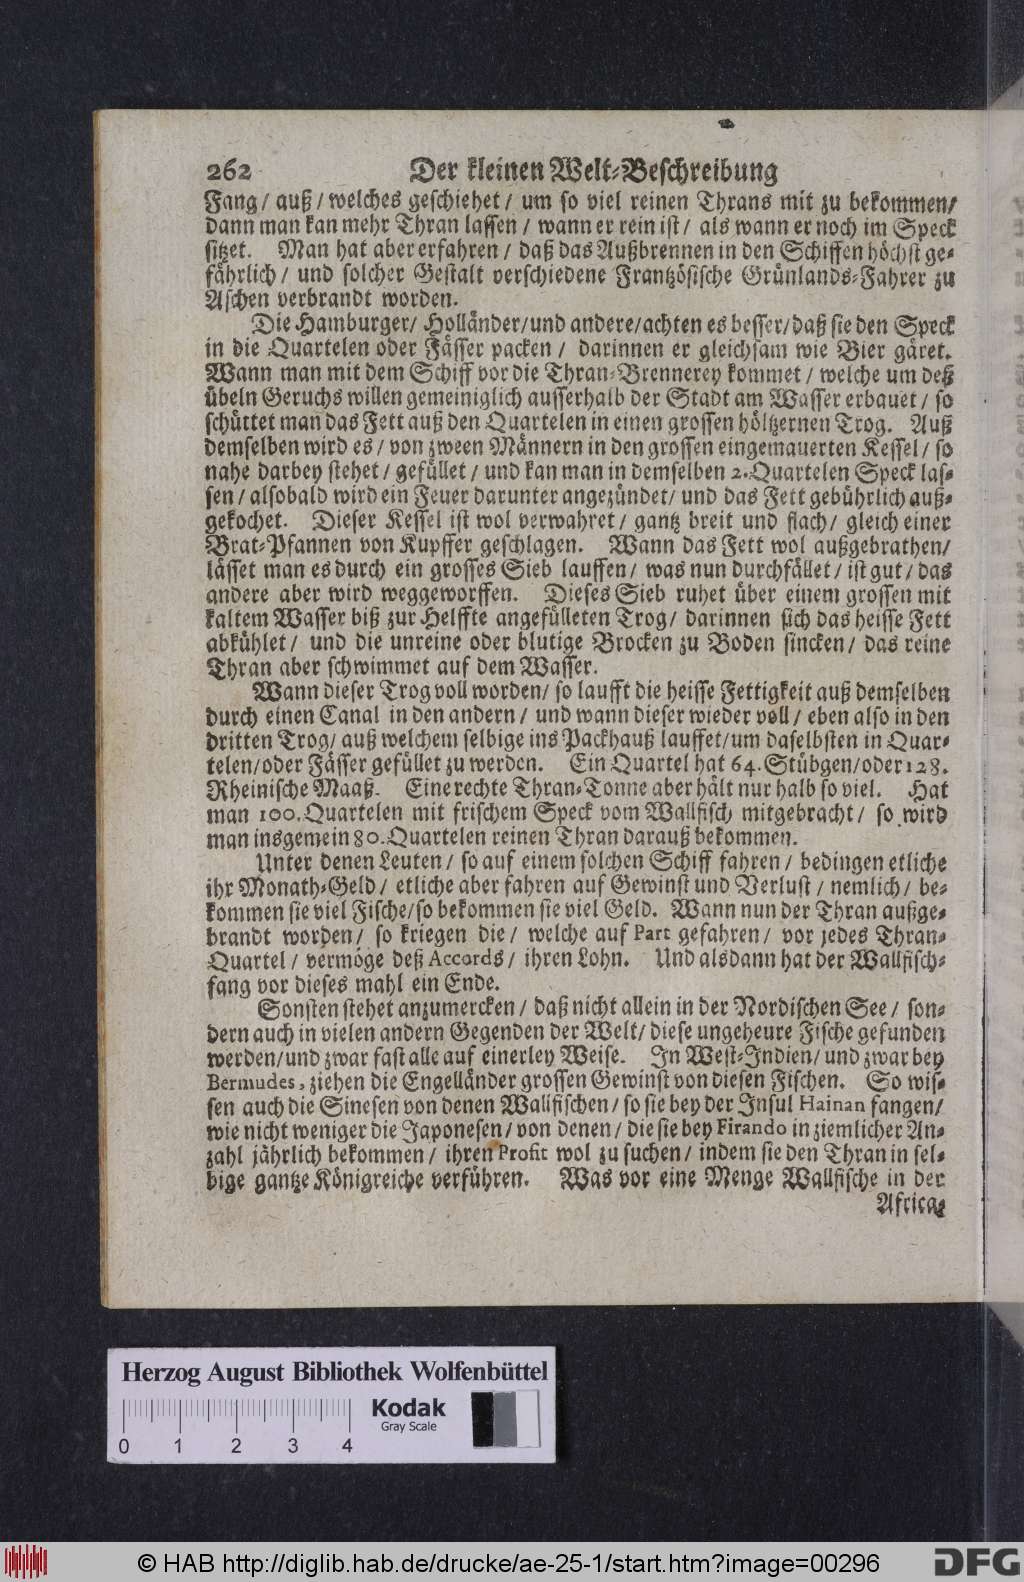 262 Der kleinen Welt-Beschreibung
Fang/ auß/ welches geschiehet/ um so viel reinen Thrans mit zu bekommen/
dann man kan mehr Thran lassen/ wann er rein ist/ als wann er noch im Speck
sitzet. Man hat aber erfahren/ daß das Außbrennen in den Schiffen höchst ge-
fährlich/ und solcher Gestalt verschiedene Frantzösische Grünlands-Fahrer zu
Aschen verbrandt worden.
Die Hamburger/ Holländer/ und andere/ achten es besser/ daß sie den Speck
in die Quartelen oder Fässer packen/ darinnen er gleichsam wie Bier gäret.
Wann man mit dem Schiff vor die Thran-Brennerey kommet/ welche um deß
übeln Geruchs willen gemeiniglich ausserhalb der Stadt am Wasser erbauet/ so
schüttet man das Fett auß den Quartelen in einen grossen höltzernen Trog. Auß
demselben wird es/ von zween Männern in den grossen eingemauerten Kessel/ so
nahe darbey stehet/ gefüllet/ und kan man in demselben 2. Quartelen Speck las-
sen/ alsobald wird ein Feuer darunter angezündet/ und das Fett gebührlich auß-
gekochet. Dieser Kessel ist wol verwahret/ gantz breit und flach/ gleich einer
Brat-Pfannen von Kupffer geschlagen. Wann das Fett wol außgebrathen/
lässet man es durch ein grosses Sieb lauffen/ was nun durchfället/ ist gut/ das
andere aber wird weggeworffen. Dieses Sieb ruhet über einem grossen mit
kaltem Wasser biß zur Helffte angefülleten Trog/ darinnen sich das heisse Fett
abkühlet/ und die unreine oder blutige Brocken zu Boden sincken/ das reine
Thran aber schwimmet auf dem Wasser.
Wann dieser Trog voll worden/ so laufft die heisse Fettigkeit auß demselben
durch einen Canal in den andern/ und wann dieser wieder voll/ eben also in den
dritten Trog/ auß welchem selbige ins Packhauß lauffet/ um daselbsten in Quar-
telen/ oder Fässer gefüllet zu werden. Ein Quartel hat 64. Stübgen/ oder 128.
Rheinische Maaß. Eine rechte Thran-Tonne aber hält nur halb so viel. Hat
man 100. Quartelen mit frischem Speck vom Wallfisch mitgebracht/ so wird
man insgemein 80. Quartelen reinen Thran darauß bekommen.
Unter denen Leuten/ so auf einem solchen Schiff fahren/ bedingen etliche
ihr Monath-Geld/ etliche aber fahren auf Gewinst und Verlust/ nemlich/ be-
kommen sie viel Fische/ so bekommen sie viel Geld. Wann nun der Thran außge-
brandt worden/ so kriegen die/ welche auf Part gefahren/ vor jedes Thran-
Quartel/ vermöge deß Accords/ ihren Lohn. Und alsdann hat der Wallfisch-
fang vor dieses mahl ein Ende.
Sonsten stehet anzumercken/ daß nicht allein in der Nordischen See/ son-
dern auch in vielen andern Gegenden der Welt/ diese ungeheure Fische gefunden
werden/ und zwar fast alle auf einerley Weise. In West-Indien/ und zwar bey
Bermudes, ziehen die Engelländer grossen Gewinst von diesen Fischen. So wis-
sen auch die Sinesen von denen Wallfischen/ so sie bey der Insul Hainan fangen/
wie nicht weniger die Japonesen/ von denen/ die sie bey Firando in ziemlicher An-
zahl jährlich bekommen/ ihren Profit wol zu suchen/ indem sie den Thran in sel-
bige gantze Königreiche verführen. Was vor eine Menge Wallfische in der
Africa-
Herzog August Bibliothek Wolfenbüttel
Kodak
Gray Scale
0 1 2 3 4
© HAB http://diglib.hab.de/drucke/ae-25-1/start.htm?image=00296
DFG